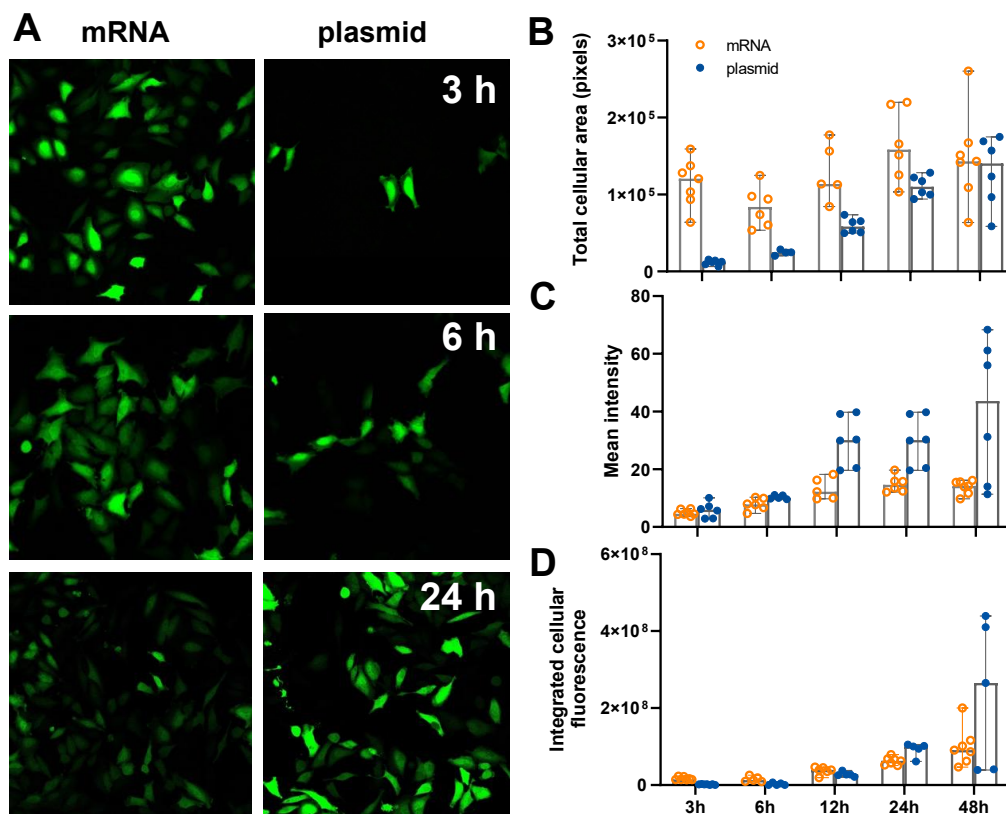 A
mRNA
plasmid
3 h
6 h
24 h
B
Total cellular area (pixels)
3×10⁵
2×10⁵
1×10⁵
0
mRNA
plasmid
C
Mean intensity
80
60
40
20
0
D
Integrated cellular
fluorescence
6×10⁸
4×10⁸
2×10⁸
0
3h 6h 12h 24h 48h